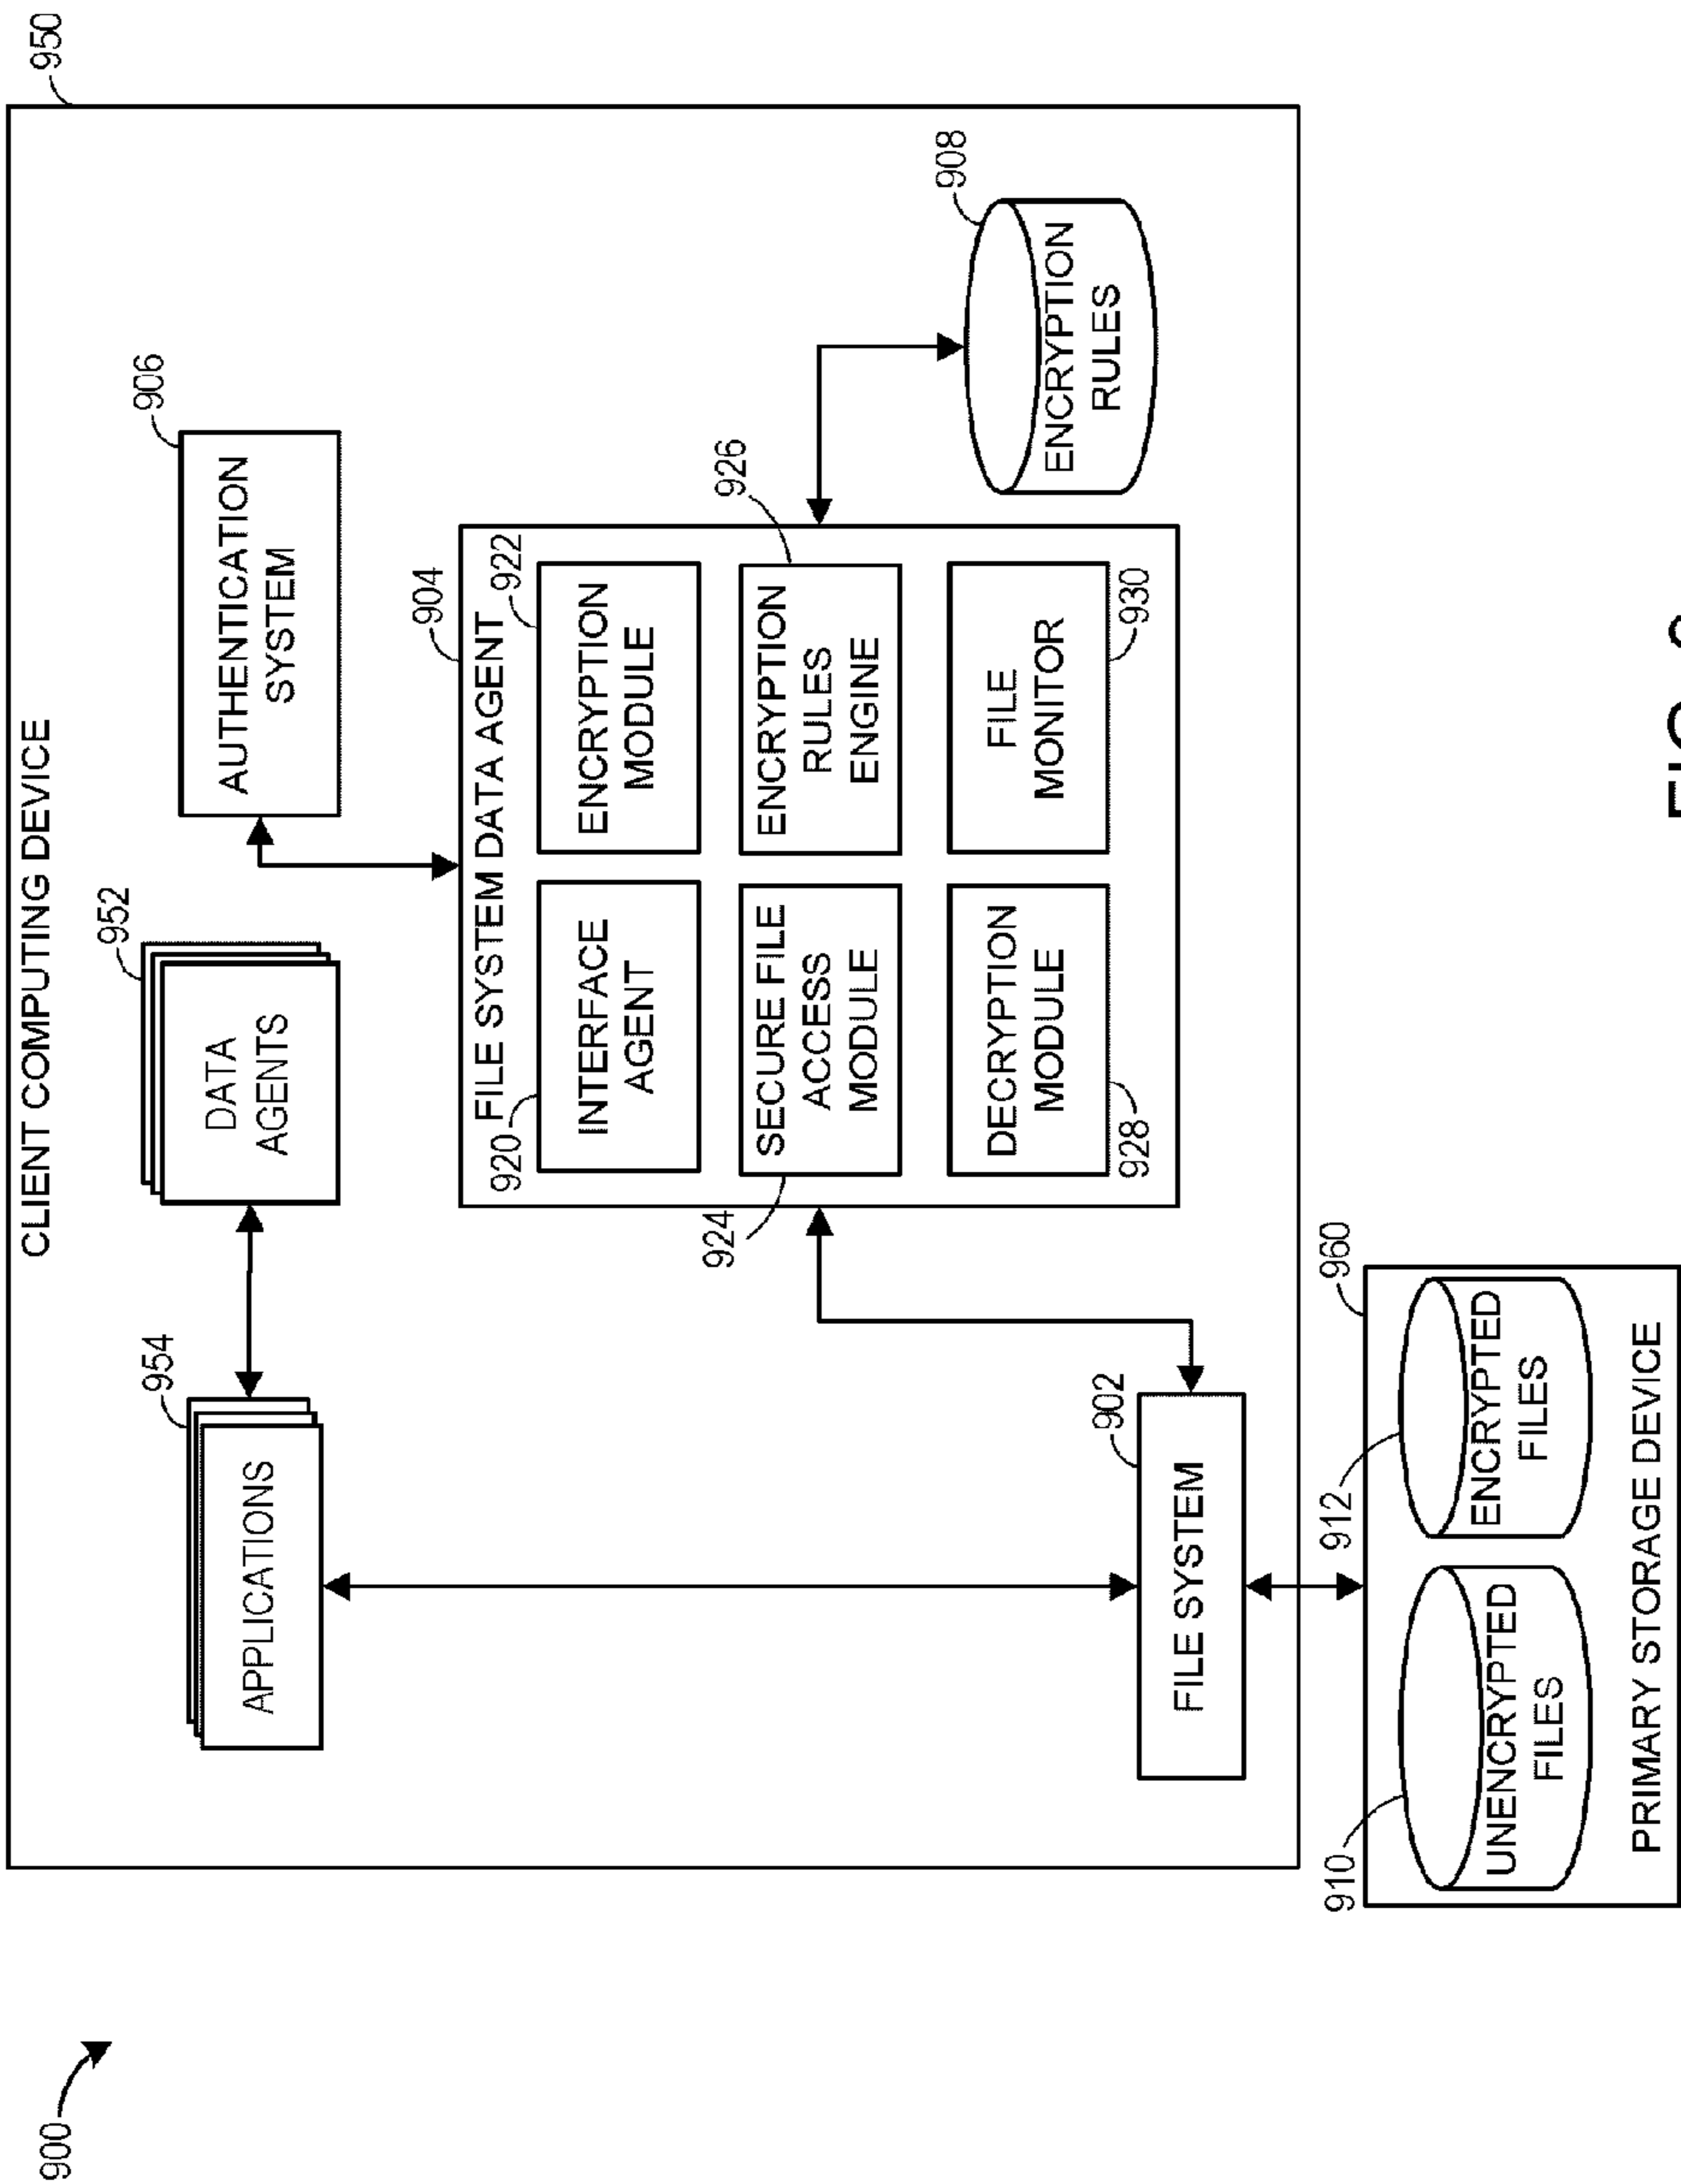 900
CLIENT COMPUTING DEVICE
950
954
APPLICATIONS
952
DATA
AGENTS
906
AUTHENTICATION
SYSTEM
904
FILE SYSTEM DATA AGENT
920
INTERFACE
AGENT
922
ENCRYPTION
MODULE
924
SECURE FILE
ACCESS
MODULE
926
ENCRYPTION
RULES
ENGINE
928
DECRYPTION
MODULE
930
FILE
MONITOR
908
ENCRYPTION
RULES
902
FILE SYSTEM
960
910
UNENCRYPTED
FILES
912
ENCRYPTED
FILES
PRIMARY STORAGE DEVICE